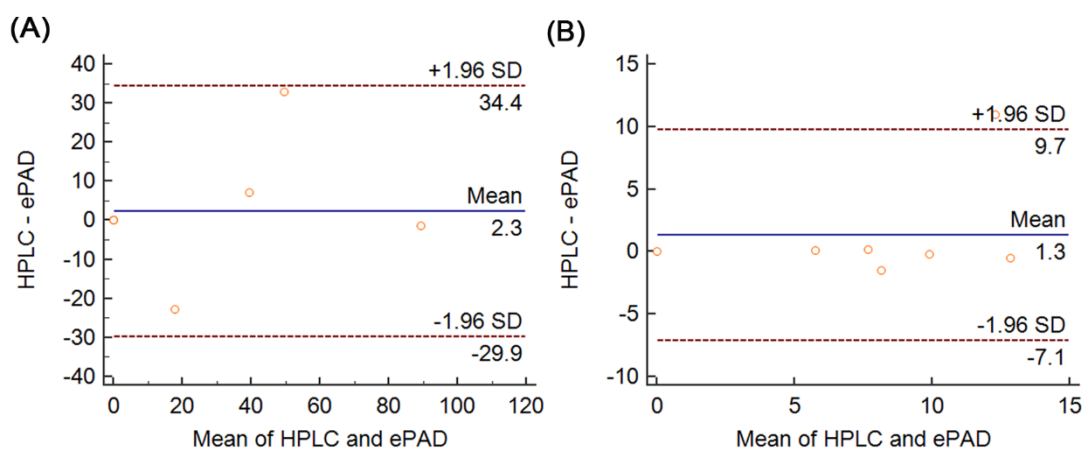 (A)
40
30
20
10
0
-10
-20
-30
-40
HPLC - ePAD
+1.96 SD
34.4
Mean
2.3
-1.96 SD
-29.9
0
20
40
60
80
100
120
Mean of HPLC and ePAD
(B)
15
10
5
0
-5
-10
HPLC - ePAD
+1.96 SD
9.7
Mean
1.3
-1.96 SD
-7.1
0
5
10
15
Mean of HPLC and ePAD